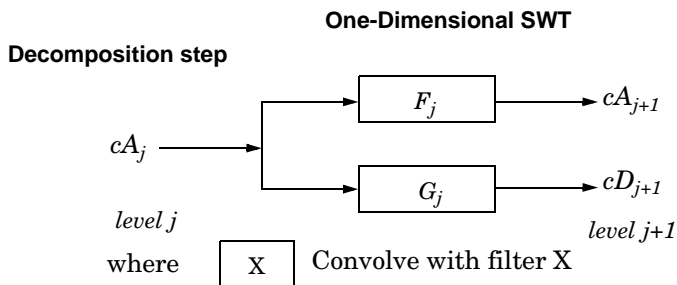 One-Dimensional SWT
Decomposition step
F_j
cA_{j+1}
cA_j
G_j
cD_{j+1}
level j
level j+1
where X Convolve with filter X